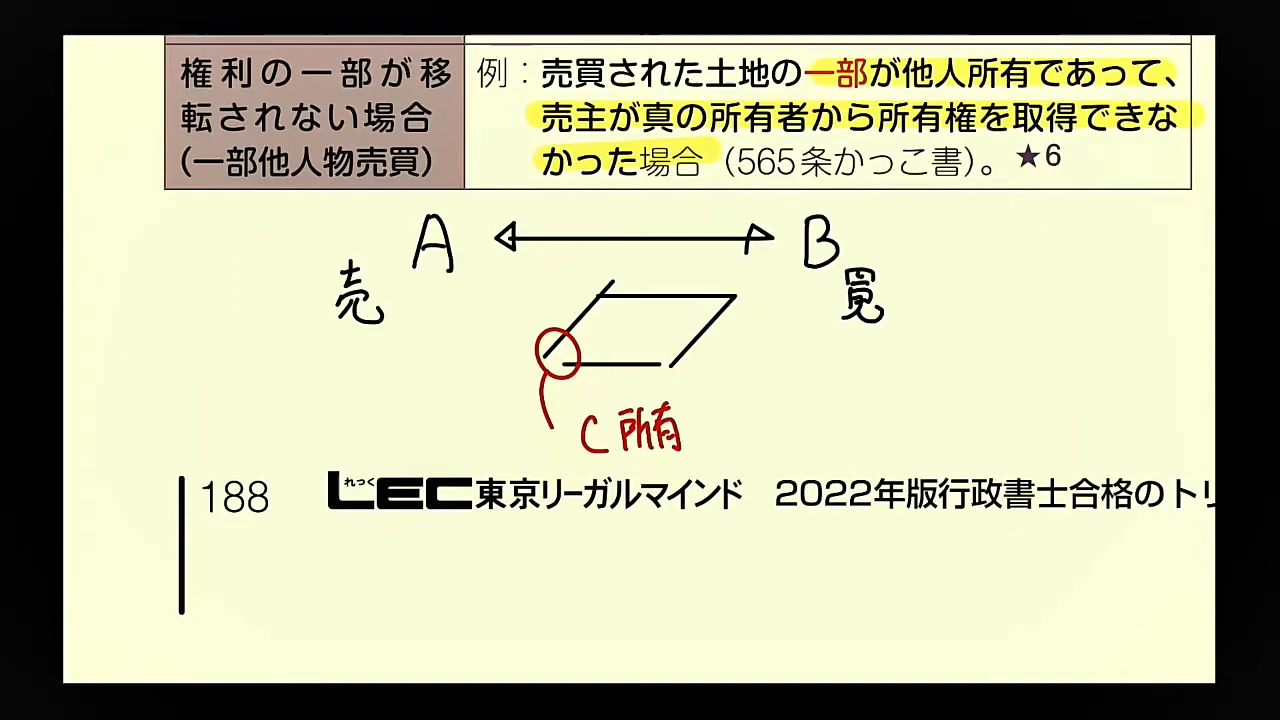 権利の一部が移
転されない場合
(一部他人物売買)
例：売買された土地の一部が他人所有であって、
売主が真の所有者から所有権を取得できな
かった場合（565条かっこ書）。★6
A B
売 買
C所有
188 れっく LEC東京リーガルマインド 2022年版行政書士合格のト